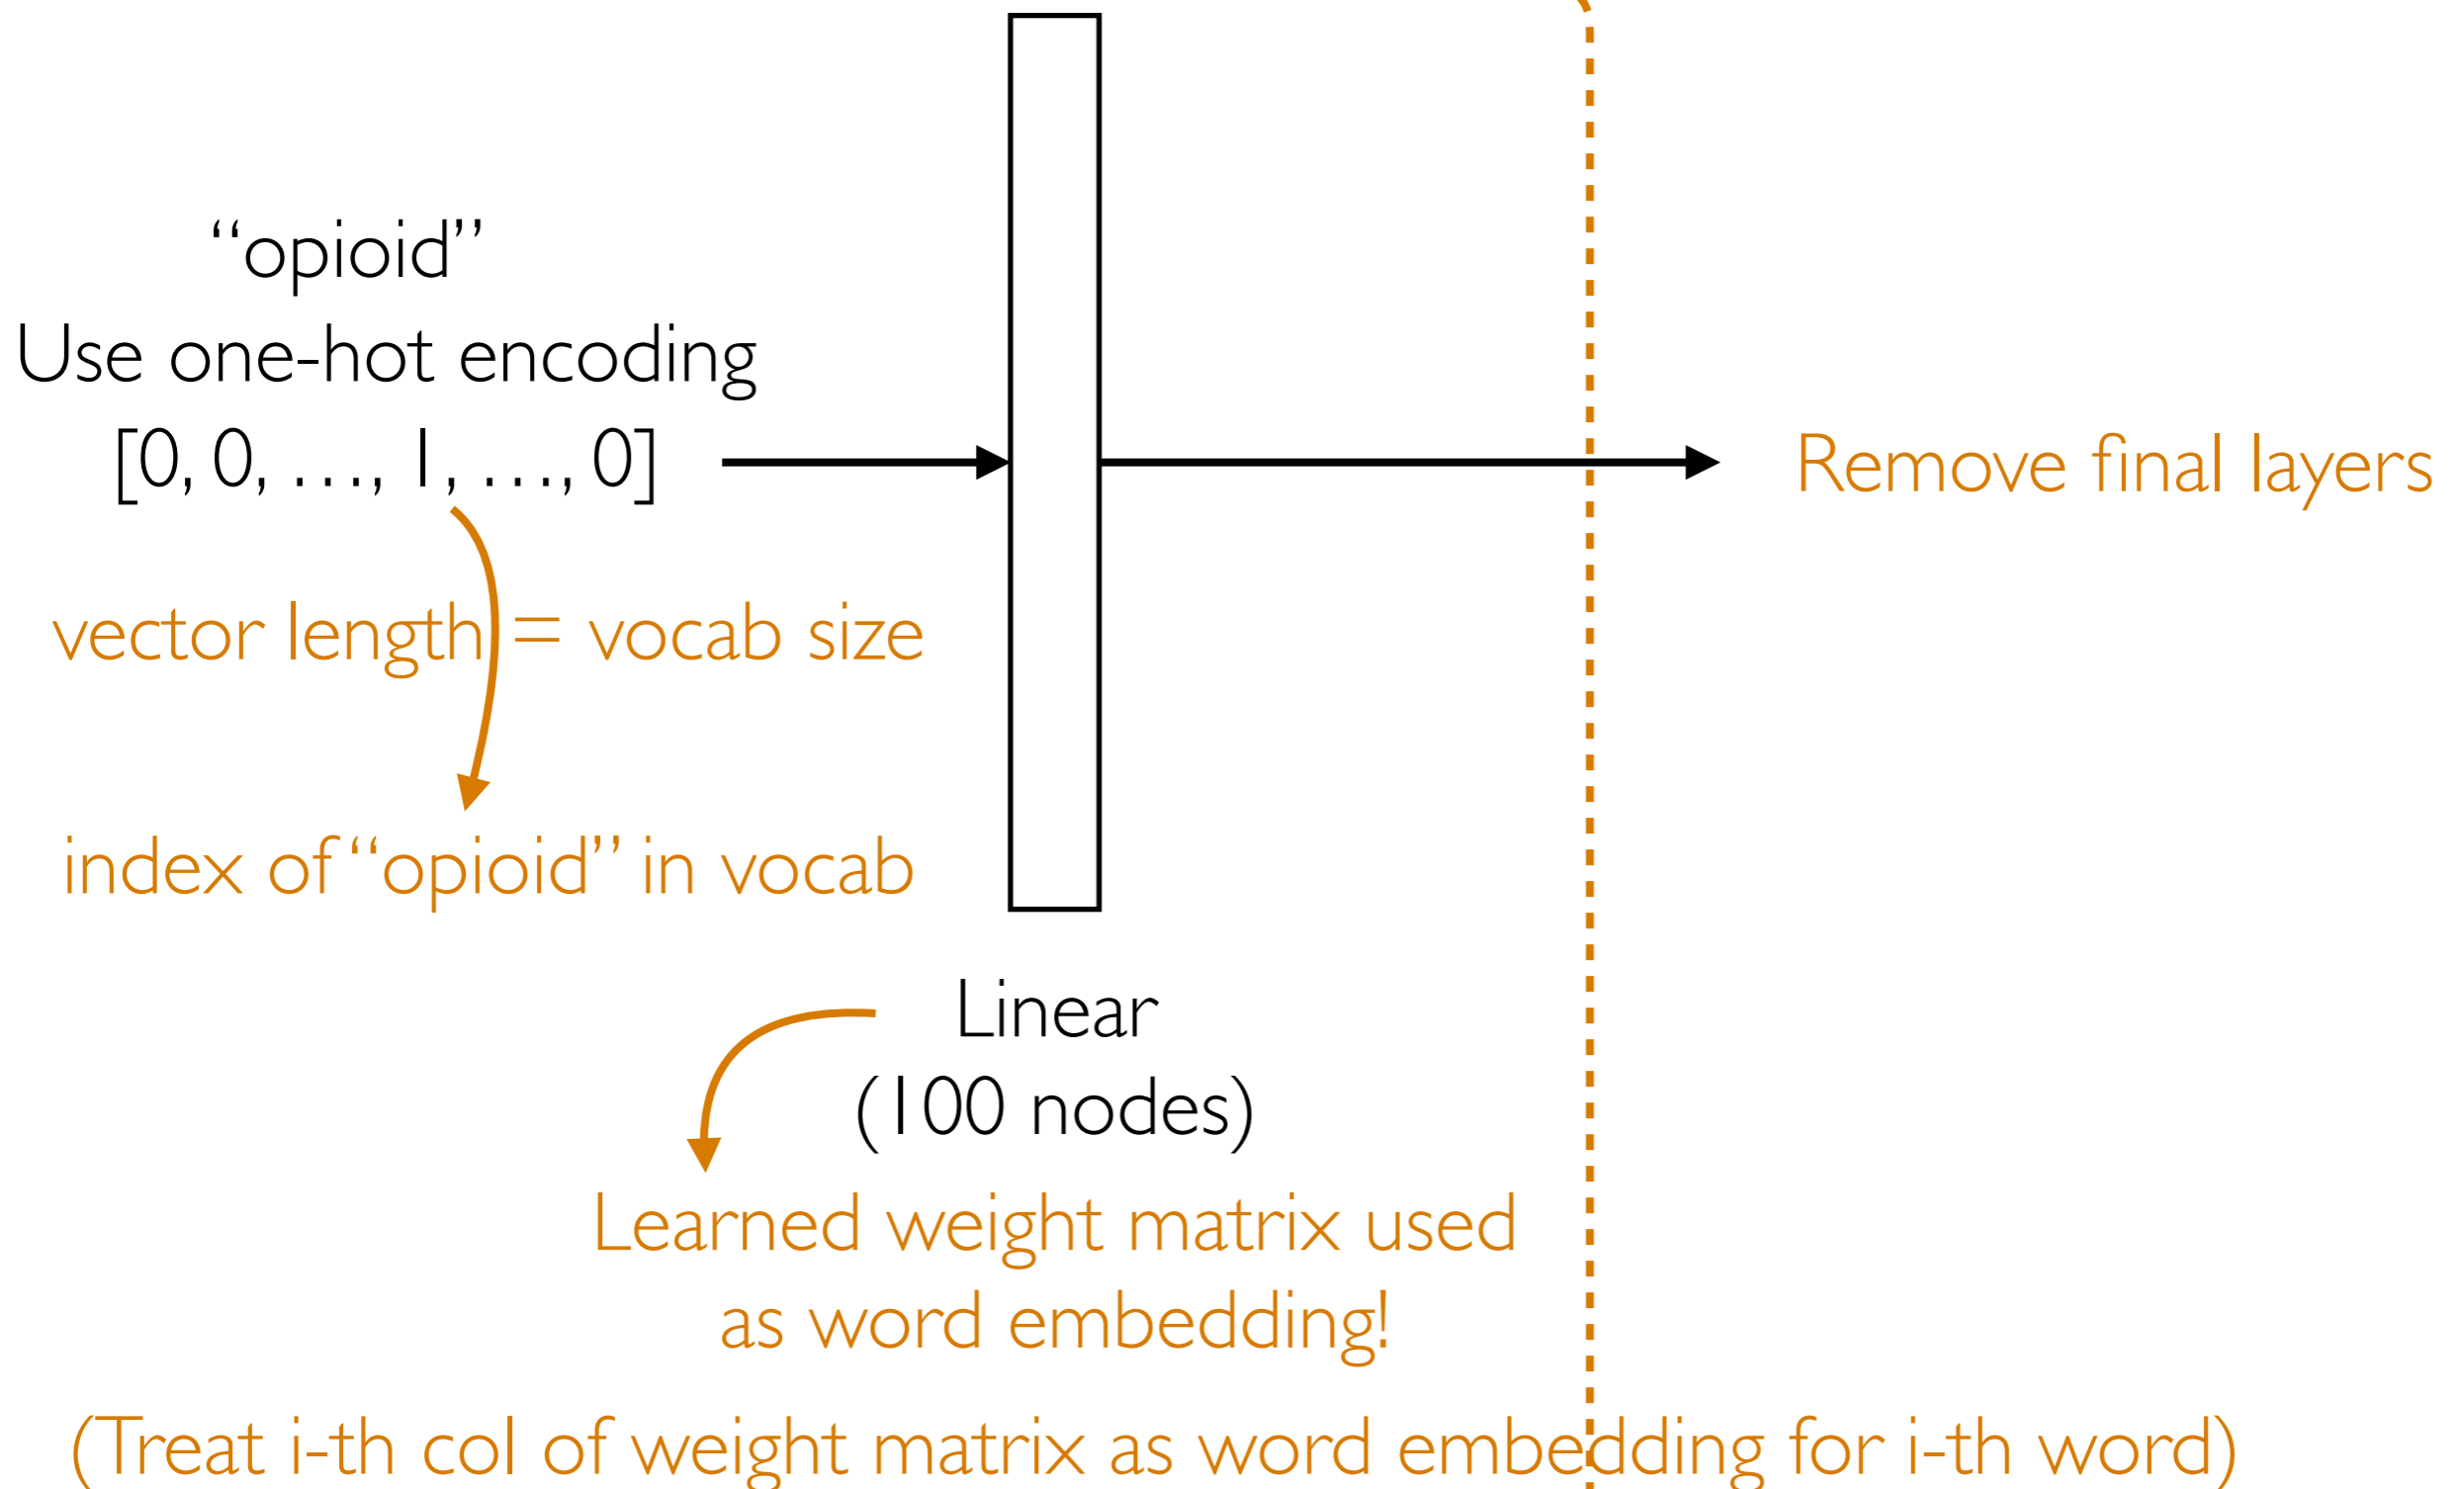 “opioid”
Use one-hot encoding
[0, 0, …, 1, …, 0]
Remove final layers
vector length = vocab size
index of “opioid” in vocab
Linear
(100 nodes)
Learned weight matrix used
as word embedding!
(Treat i-th col of weight matrix as word embedding for i-th word)